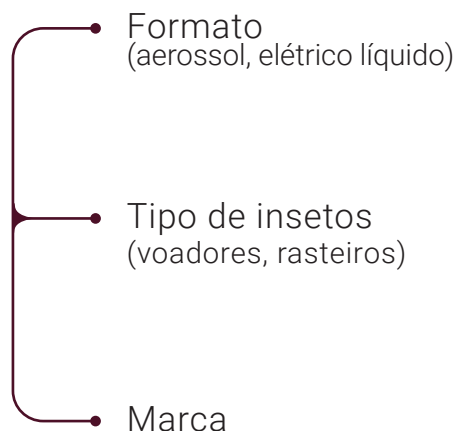 Formato
(aerossol, elétrico líquido)
Tipo de insetos
(voadores, rasteiros)
Marca